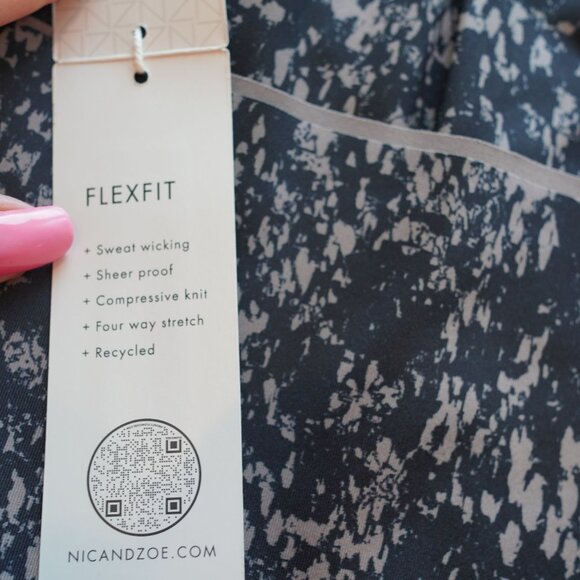 FLEXFIT
+ Sweat wicking
+ Sheer proof
+ Compressive knit
+ Four way stretch
+ Recycled
NICANDZOE.COM